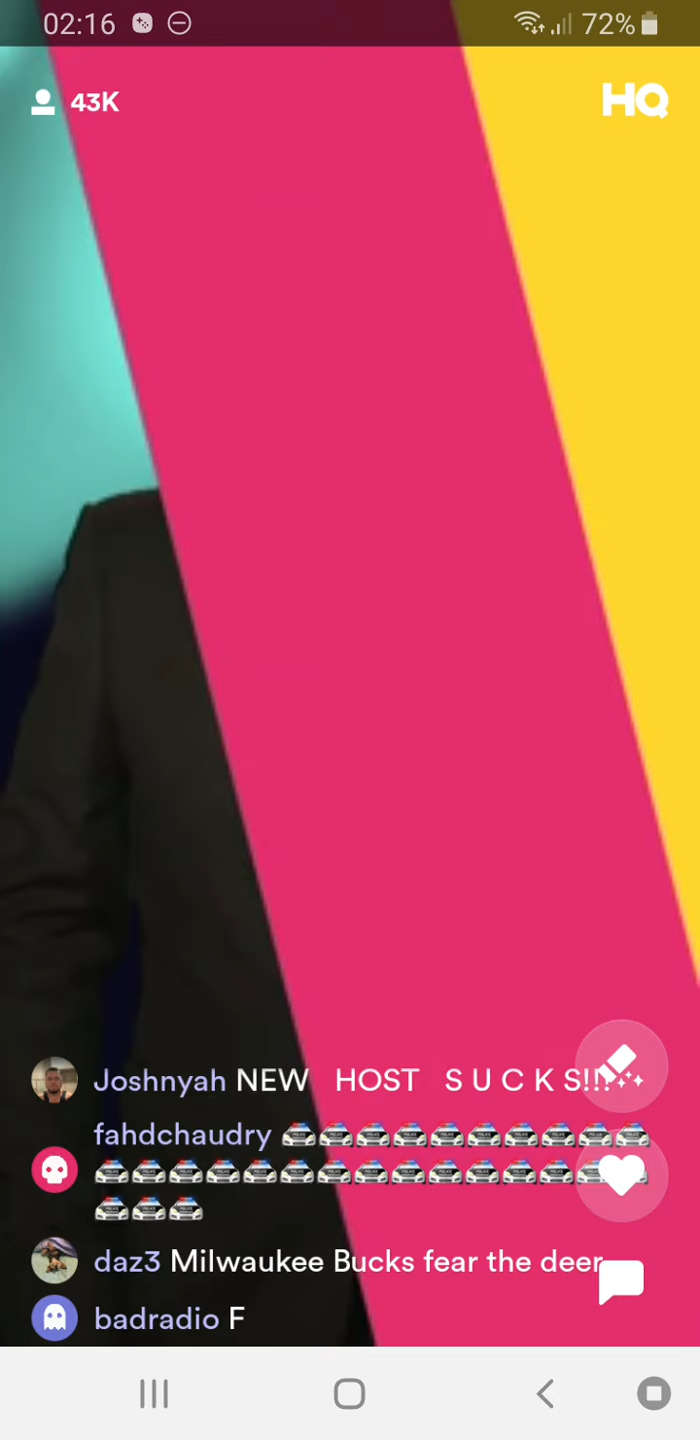 02:16 72%
43K HQ
Joshnyah NEW HOST S U C K S!!!
fahdchaudry
daz3 Milwaukee Bucks fear the deer
badradio F